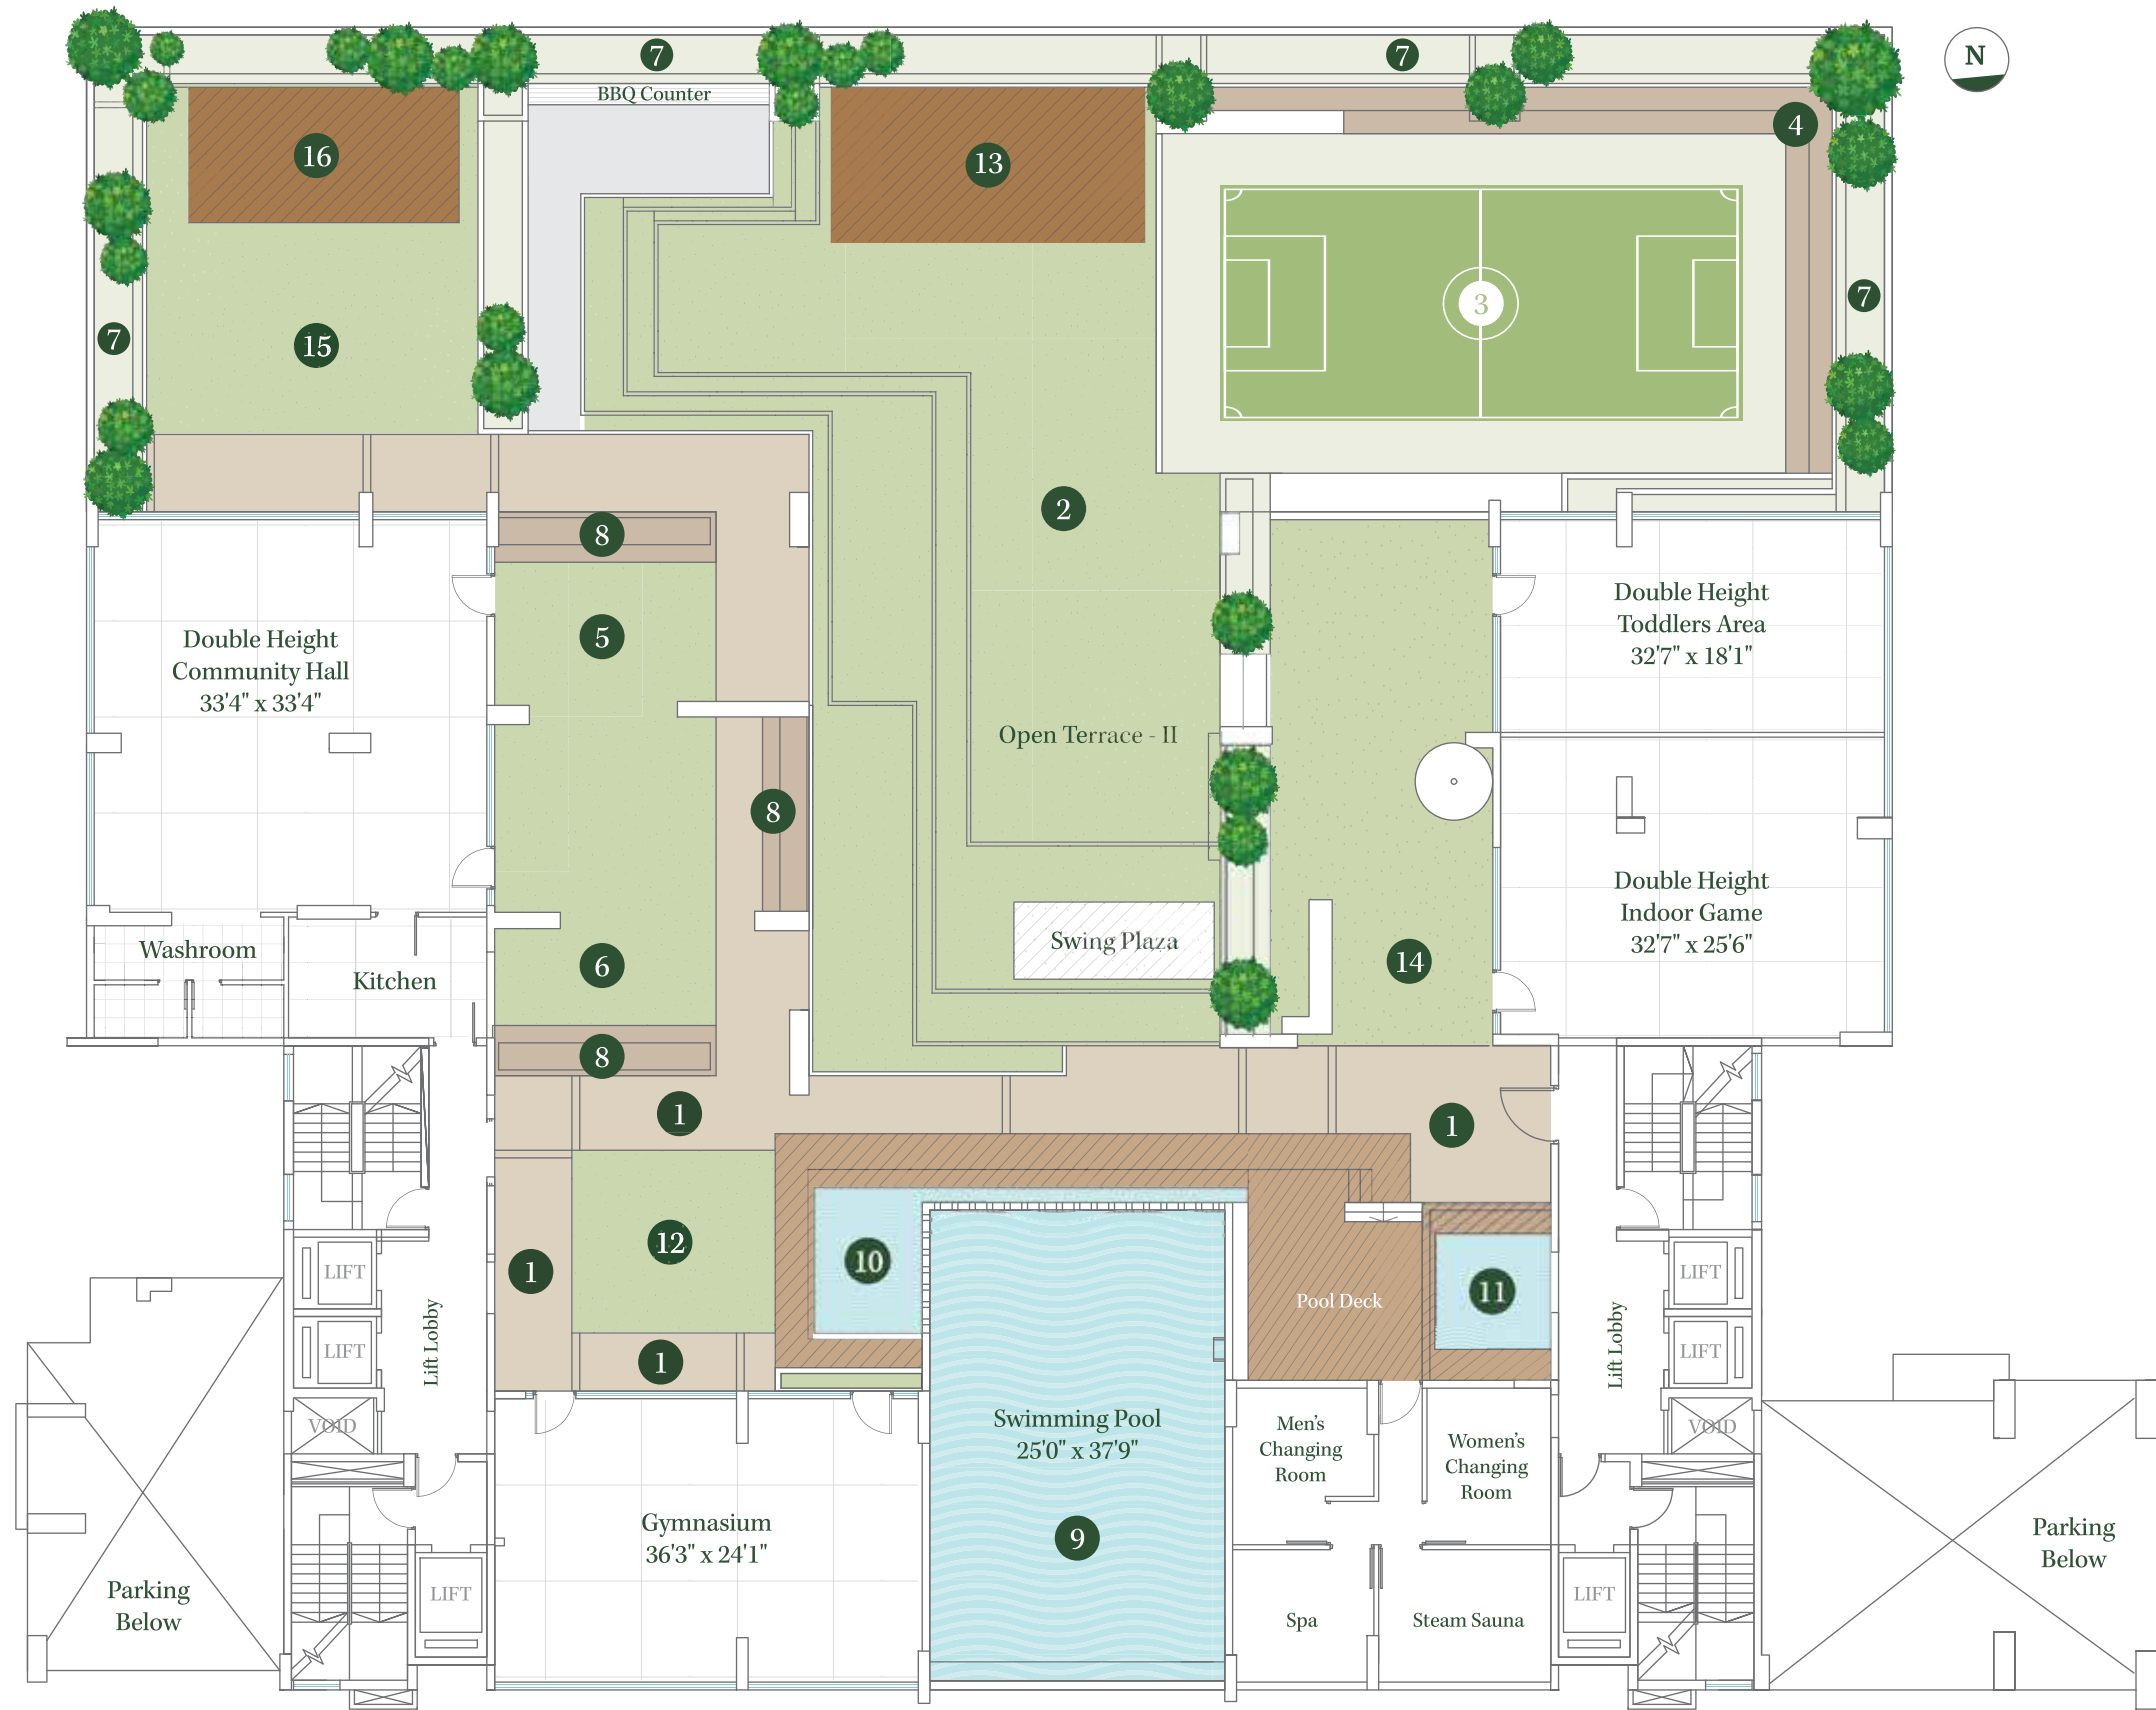 7
7
N
BBQ Counter
4
16
13
7
3
7
15
2
8
5
Double Height
Toddlers Area
32'7" x 18'1"
Double Height
Community Hall
33'4" x 33'4"
Open Terrace - II
8
Double Height
Indoor Game
32'7" x 25'6"
Swing Plaza
Washroom
Kitchen
6
14
8
1
1
12
10
1
11
Pool Deck
LIFT
LIFT
LIFT
LIFT
Lift Lobby
Lift Lobby
1
VOID
VOID
Swimming Pool
25'0" x 37'9"
Men's
Changing
Room
Women's
Changing
Room
Gymnasium
36'3" x 24'1"
9
Parking
Below
Parking
Below
LIFT
LIFT
Spa
Steam Sauna